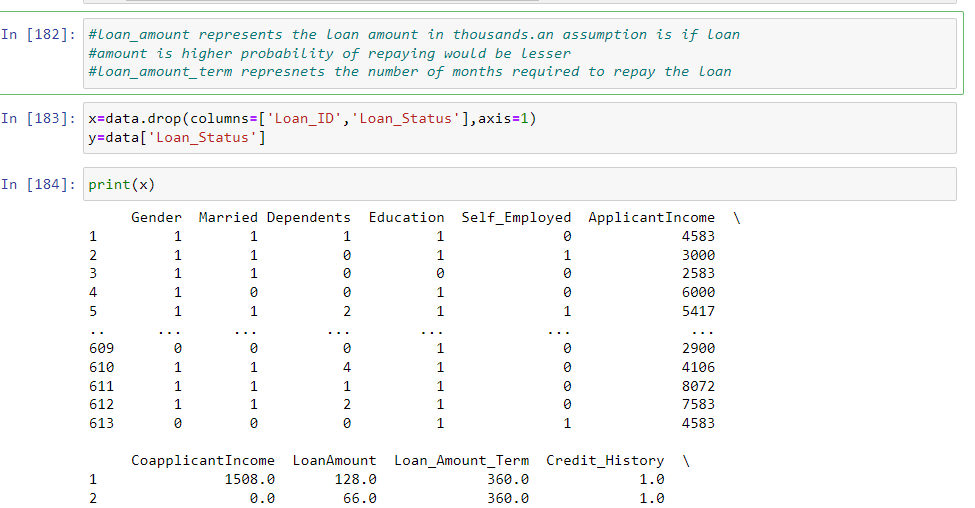 In [182]: #loan_amount represents the loan amount in thousands.an assumption is if loan
#amount is higher probability of repaying would be lesser
#loan_amount_term represnets the number of months required to repay the loan
In [183]: x=data.drop(columns=['Loan_ID','Loan_Status'],axis=1)
y=data['Loan_Status']
In [184]: print(x)
Gender Married Dependents Education Self_Employed ApplicantIncome \
1 1 1 1 1 0 4583
2 1 1 0 1 1 3000
3 1 1 0 0 0 2583
4 1 0 0 1 0 6000
5 1 1 2 1 1 5417
.. ... ... ... ... ... ...
609 0 0 0 1 0 2900
610 1 1 4 1 0 4106
611 1 1 1 1 0 8072
612 1 1 2 1 0 7583
613 0 0 0 1 1 4583
CoapplicantIncome LoanAmount Loan_Amount_Term Credit_History \
1 1508.0 128.0 360.0 1.0
2 0.0 66.0 360.0 1.0